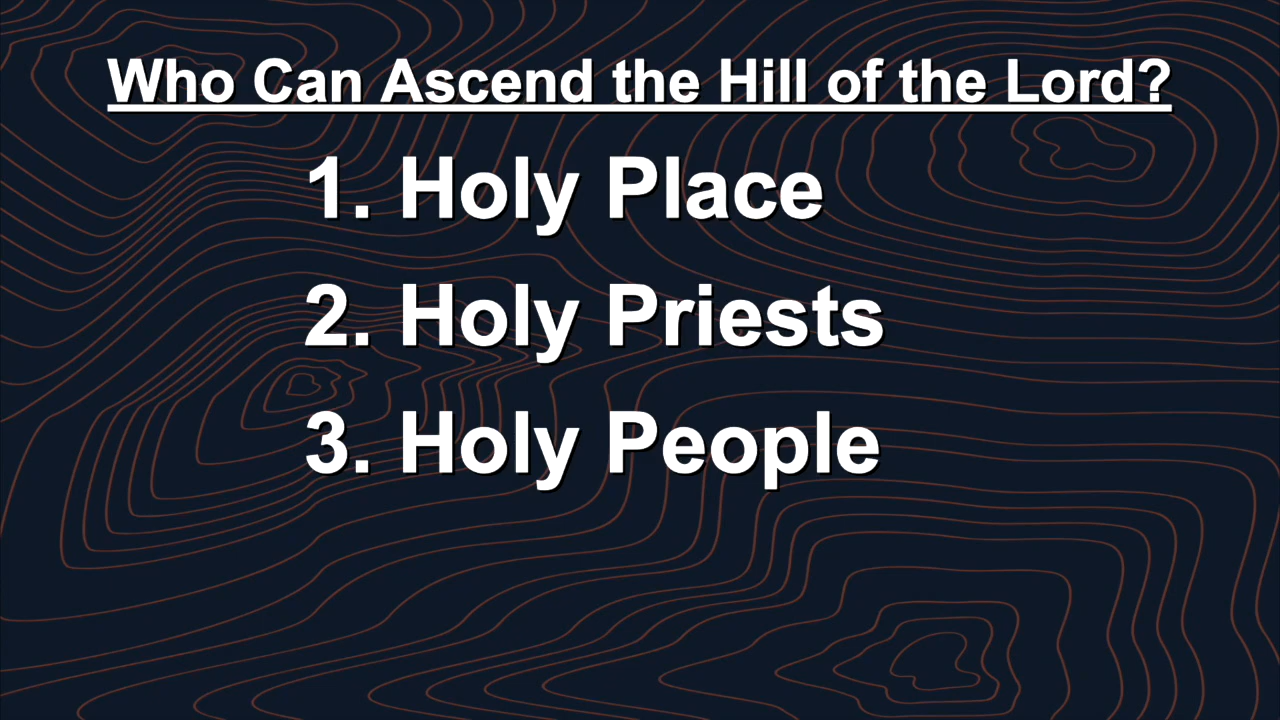 Who Can Ascend the Hill of the Lord?
1. Holy Place
2. Holy Priests
3. Holy People